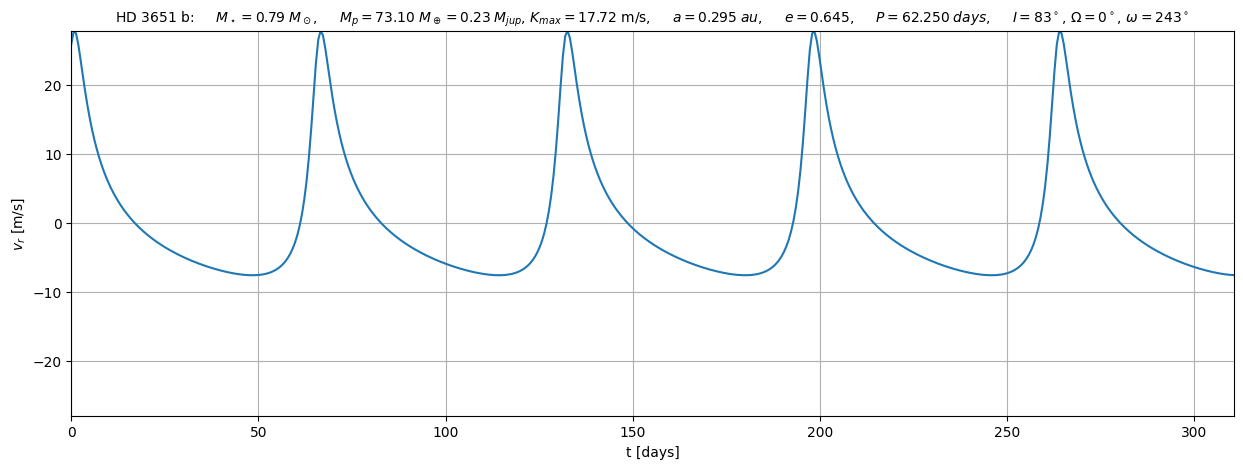 HD 3651 b: M⋆ = 0.79 M⊙, Mp = 73.10 M⊕ = 0.23 Mjup, Kmax = 17.72 m/s, a = 0.295 au, e = 0.645, P = 62.250 days, I = 83°, Ω = 0°, ω = 243°
20
10
0
−10
−20
vr [m/s]
0 50 100 150 200 250 300
t [days]